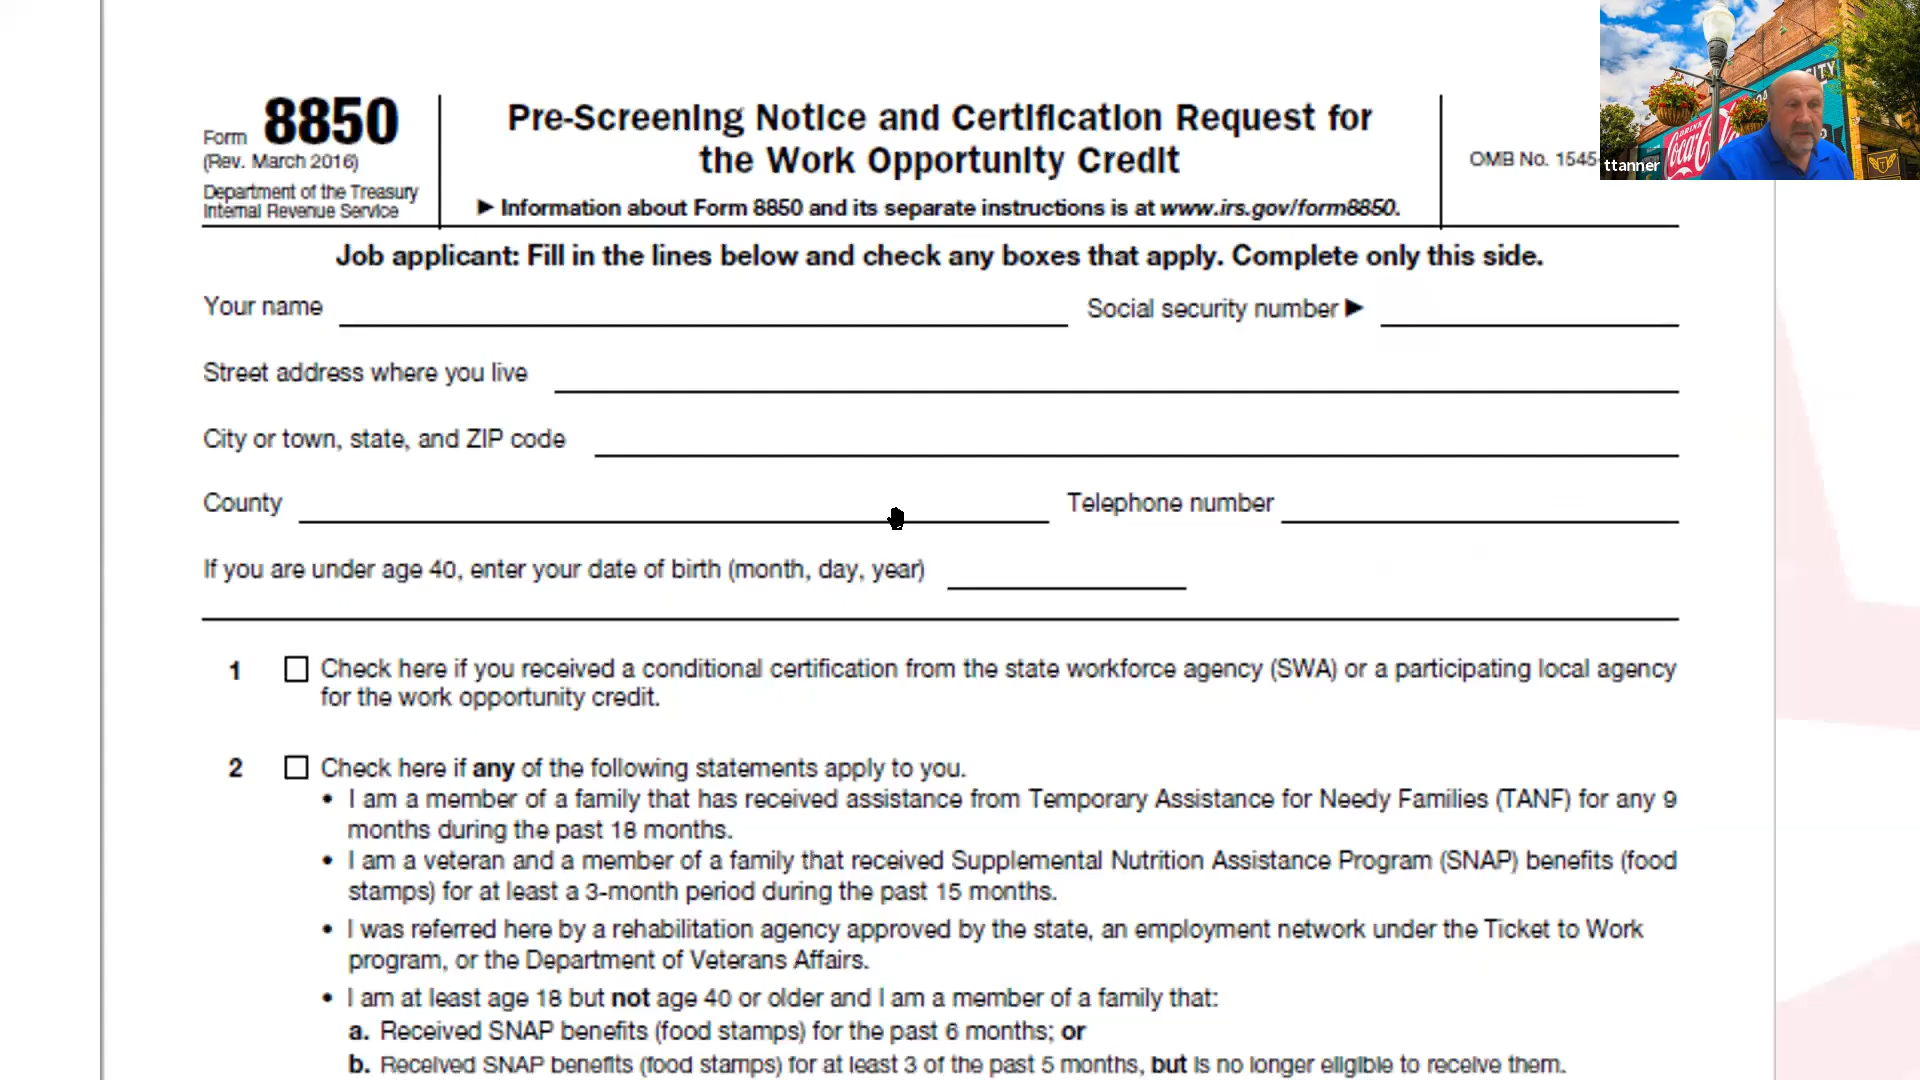 Form 8850
(Rev. March 2016)
Department of the Treasury
Internal Revenue Service
Pre-Screening Notice and Certification Request for
the Work Opportunity Credit
► Information about Form 8850 and its separate instructions is at www.irs.gov/form8850.
OMB No. 1545
ttanner
DRINK
Coca-Cola
Job applicant: Fill in the lines below and check any boxes that apply. Complete only this side.
Your name
Social security number ►
Street address where you live
City or town, state, and ZIP code
County
Telephone number
If you are under age 40, enter your date of birth (month, day, year)
1 Check here if you received a conditional certification from the state workforce agency (SWA) or a participating local agency
for the work opportunity credit.
2 Check here if any of the following statements apply to you.
• I am a member of a family that has received assistance from Temporary Assistance for Needy Families (TANF) for any 9
months during the past 18 months.
• I am a veteran and a member of a family that received Supplemental Nutrition Assistance Program (SNAP) benefits (food
stamps) for at least a 3-month period during the past 15 months.
• I was referred here by a rehabilitation agency approved by the state, an employment network under the Ticket to Work
program, or the Department of Veterans Affairs.
• I am at least age 18 but not age 40 or older and I am a member of a family that:
a. Received SNAP benefits (food stamps) for the past 6 months; or
b. Received SNAP benefits (food stamps) for at least 3 of the past 5 months, but is no longer eligible to receive them.